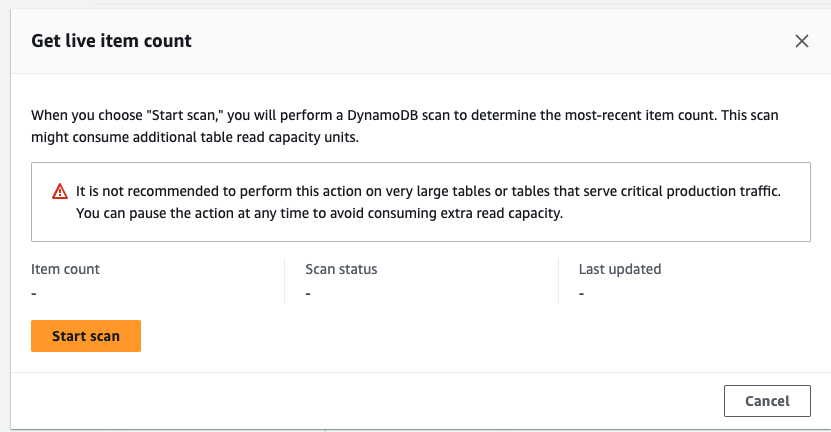 Get live item count
When you choose "Start scan," you will perform a DynamoDB scan to determine the most-recent item count. This scan
might consume additional table read capacity units.
It is not recommended to perform this action on very large tables or tables that serve critical production traffic.
You can pause the action at any time to avoid consuming extra read capacity.
Item count
-
Scan status
-
Last updated
-
Start scan
Cancel